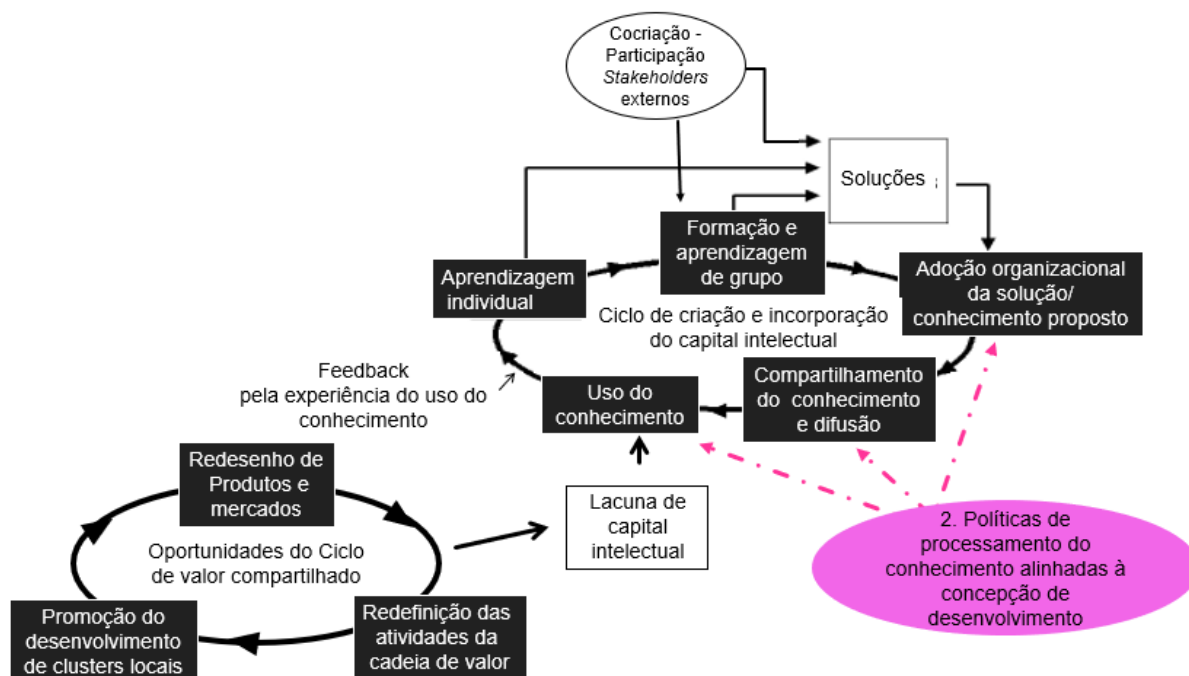 Cocriação -
Participação
Stakeholders
externos
Soluções ;
Formação e
aprendizagem
de grupo
Aprendizagem
individual
Adoção organizacional
da solução/
conhecimento proposto
Ciclo de criação e incorporação
do capital intelectual
Feedback
pela experiência do uso do
conhecimento
Uso do
conhecimento
Compartilhamento
do conhecimento
e difusão
Redesenho de
Produtos e
mercados
Lacuna de
capital
intelectual
2. Políticas de
processamento do
conhecimento alinhadas à
concepção de
desenvolvimento
Oportunidades do Ciclo
de valor compartilhado
Promoção do
desenvolvimento
de clusters locais
Redefinição das
atividades da
cadeia de valor